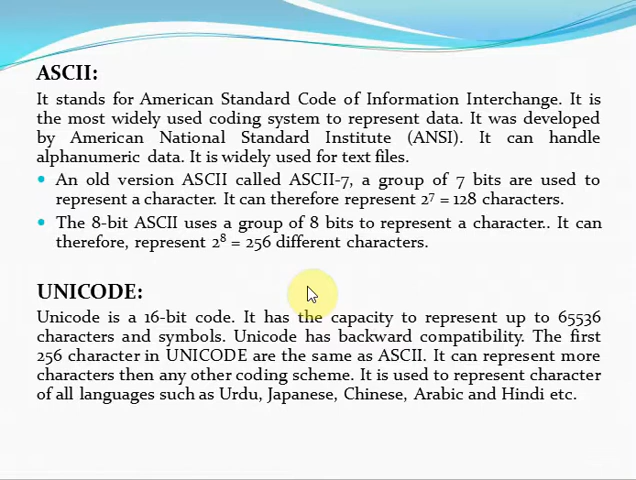 ASCII:
It stands for American Standard Code of Information Interchange. It is
the most widely used coding system to represent data. It was developed
by American National Standard Institute (ANSI). It can handle
alphanumeric data. It is widely used for text files.
• An old version ASCII called ASCII-7, a group of 7 bits are used to
represent a character. It can therefore represent 2⁷ = 128 characters.
• The 8-bit ASCII uses a group of 8 bits to represent a character.. It can
therefore, represent 2⁸ = 256 different characters.
UNICODE:
Unicode is a 16-bit code. It has the capacity to represent up to 65536
characters and symbols. Unicode has backward compatibility. The first
256 character in UNICODE are the same as ASCII. It can represent more
characters then any other coding scheme. It is used to represent character
of all languages such as Urdu, Japanese, Chinese, Arabic and Hindi etc.